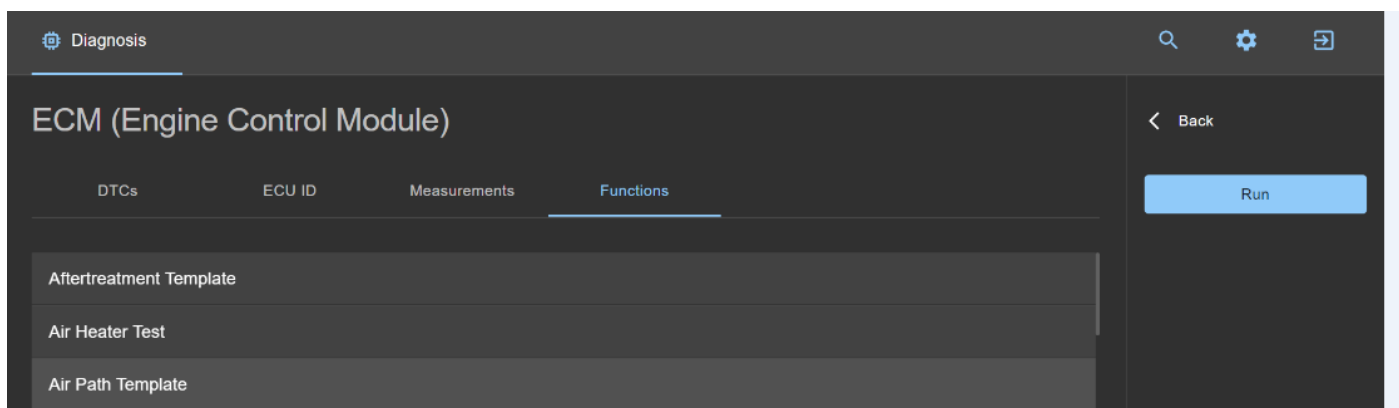 Diagnosis
ECM (Engine Control Module)
Back
DTCs ECU ID Measurements Functions
Run
Aftertreatment Template
Air Heater Test
Air Path Template